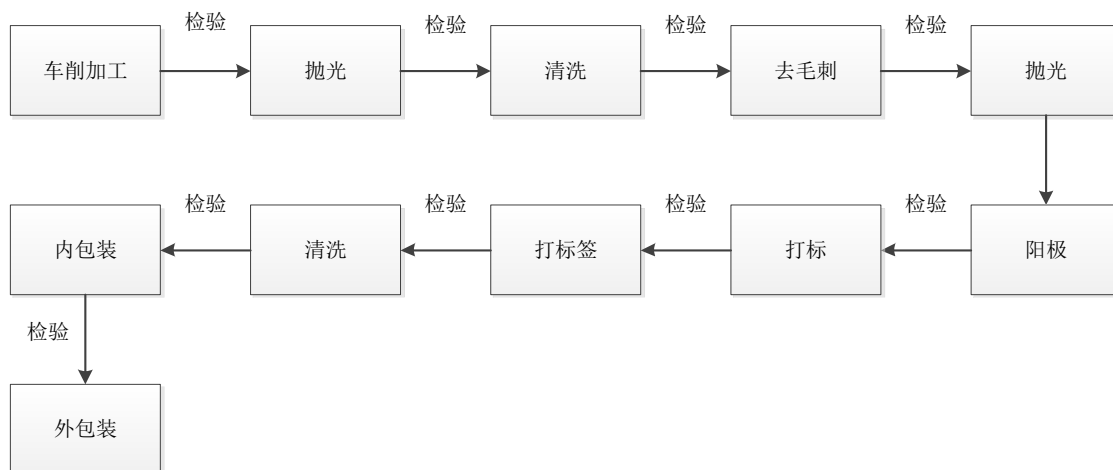 检验 检验 检验 检验
车削加工 抛光 清洗 去毛刺 抛光
检验 检验 检验 检验
内包装 清洗 打标签 打标 阳极
检验
外包装